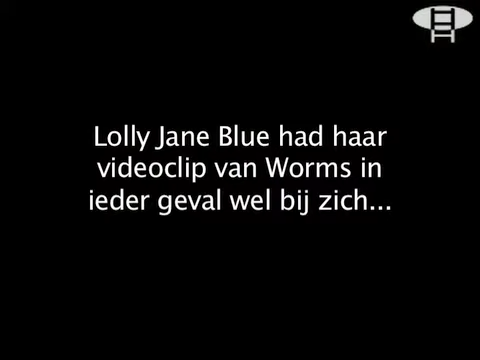 Lolly Jane Blue had haar
videoclip van Worms in
ieder geval wel bij zich...